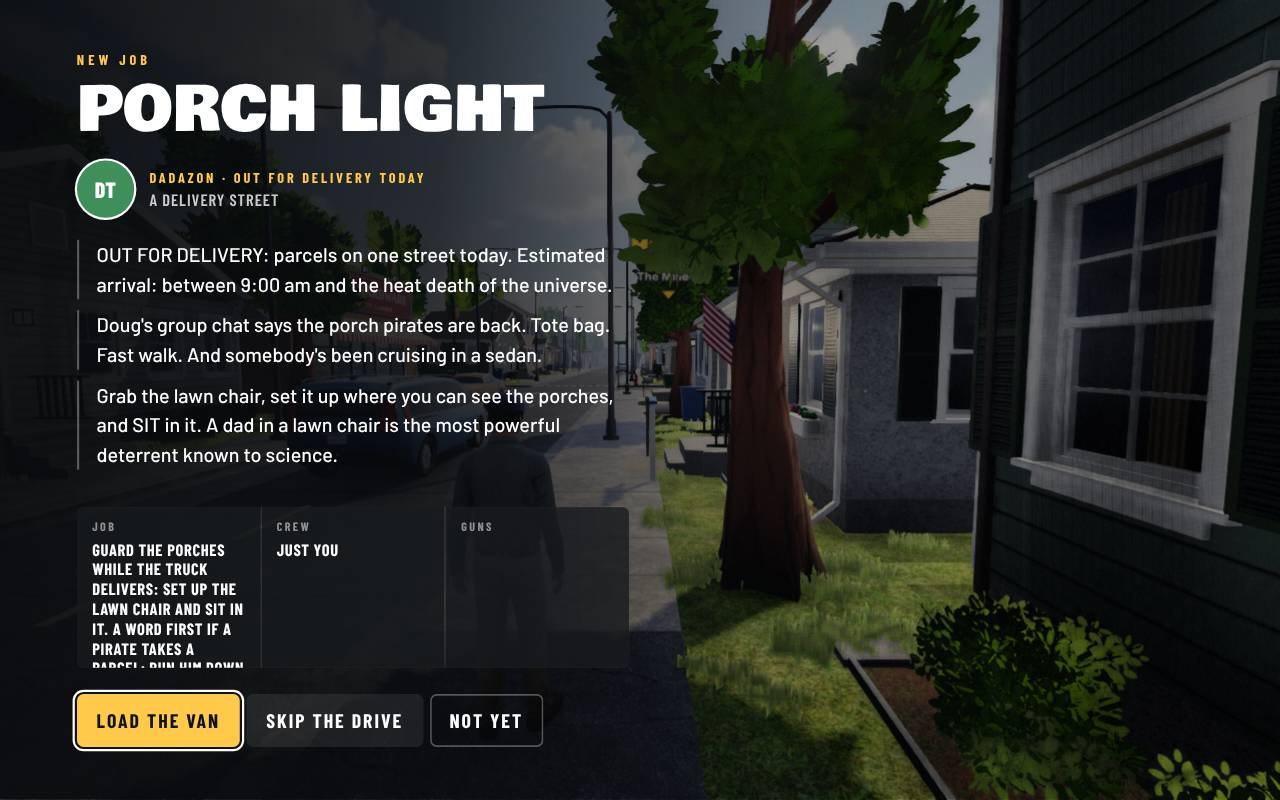 NEW JOB
PORCH LIGHT
DT
DADAZON · OUT FOR DELIVERY TODAY
A DELIVERY STREET
OUT FOR DELIVERY: parcels on one street today. Estimated
arrival: between 9:00 am and the heat death of the universe.
Doug's group chat says the porch pirates are back. Tote bag.
Fast walk. And somebody's been cruising in a sedan.
Grab the lawn chair, set it up where you can see the porches,
and SIT in it. A dad in a lawn chair is the most powerful
deterrent known to science.
JOB
GUARD THE PORCHES
WHILE THE TRUCK
DELIVERS: SET UP THE
LAWN CHAIR AND SIT IN
IT. A WORD FIRST IF A
PIRATE TAKES A
PARCEL; RUN HIM DOWN
CREW
JUST YOU
GUNS
LOAD THE VAN
SKIP THE DRIVE
NOT YET